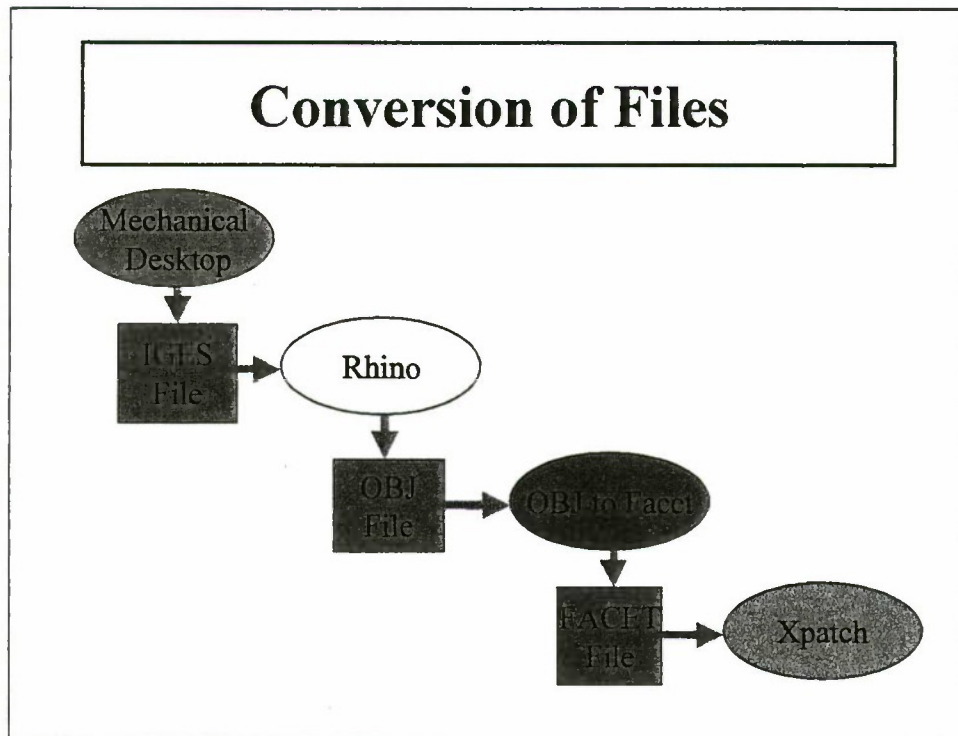 Conversion of Files
Mechanical
Desktop
IGES
File
Rhino
OBJ
File
OBJ to Facet
FACET
File
Xpatch